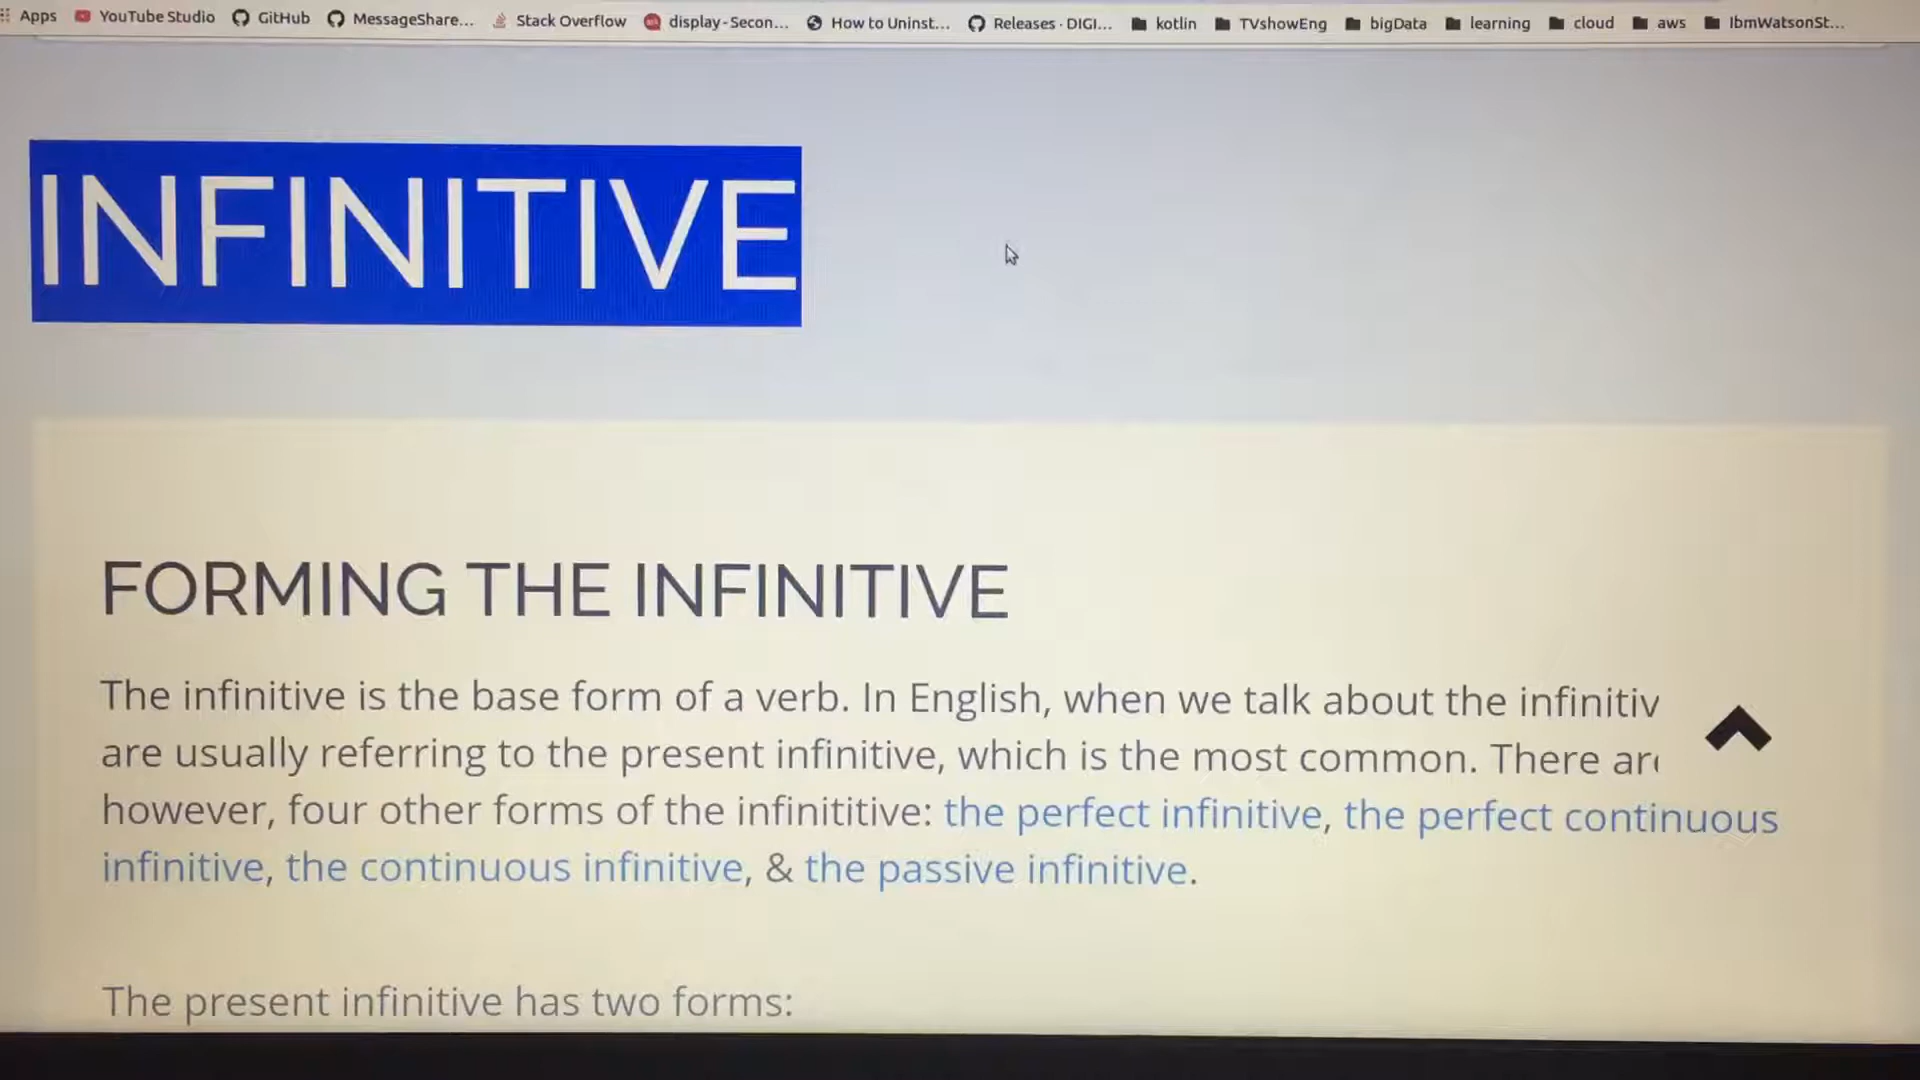 Apps YouTube Studio GitHub MessageShare... Stack Overflow display - Secon... How to Uninst... Releases · DIGI... kotlin TVshowEng bigData learning cloud aws IbmWatsonSt...
INFINITIVE
FORMING THE INFINITIVE
The infinitive is the base form of a verb. In English, when we talk about the infinitiv
are usually referring to the present infinitive, which is the most common. There are
however, four other forms of the infinititive: the perfect infinitive, the perfect continuous
infinitive, the continuous infinitive, & the passive infinitive.
The present infinitive has two forms: